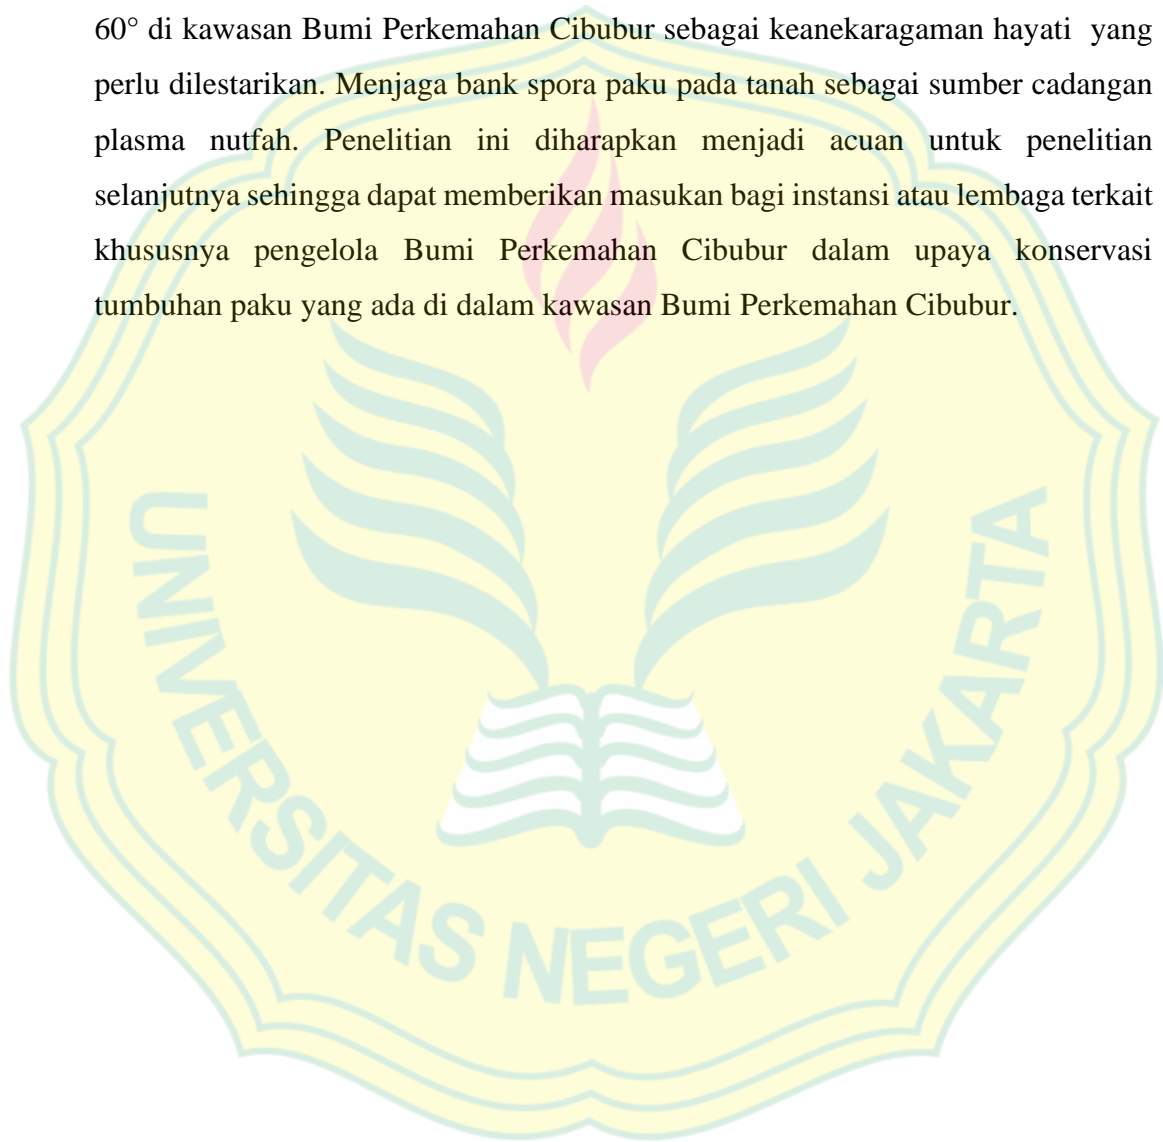 60° di kawasan Bumi Perkemahan Cibubur sebagai keanekaragaman hayati  yang
perlu dilestarikan. Menjaga bank spora paku pada tanah sebagai sumber cadangan
plasma nutfah. Penelitian ini diharapkan menjadi acuan untuk penelitian
selanjutnya sehingga dapat memberikan masukan bagi instansi atau lembaga terkait
khususnya pengelola Bumi Perkemahan Cibubur dalam upaya konservasi
tumbuhan paku yang ada di dalam kawasan Bumi Perkemahan Cibubur.
UNIVERSITAS NEGERI JAKARTA